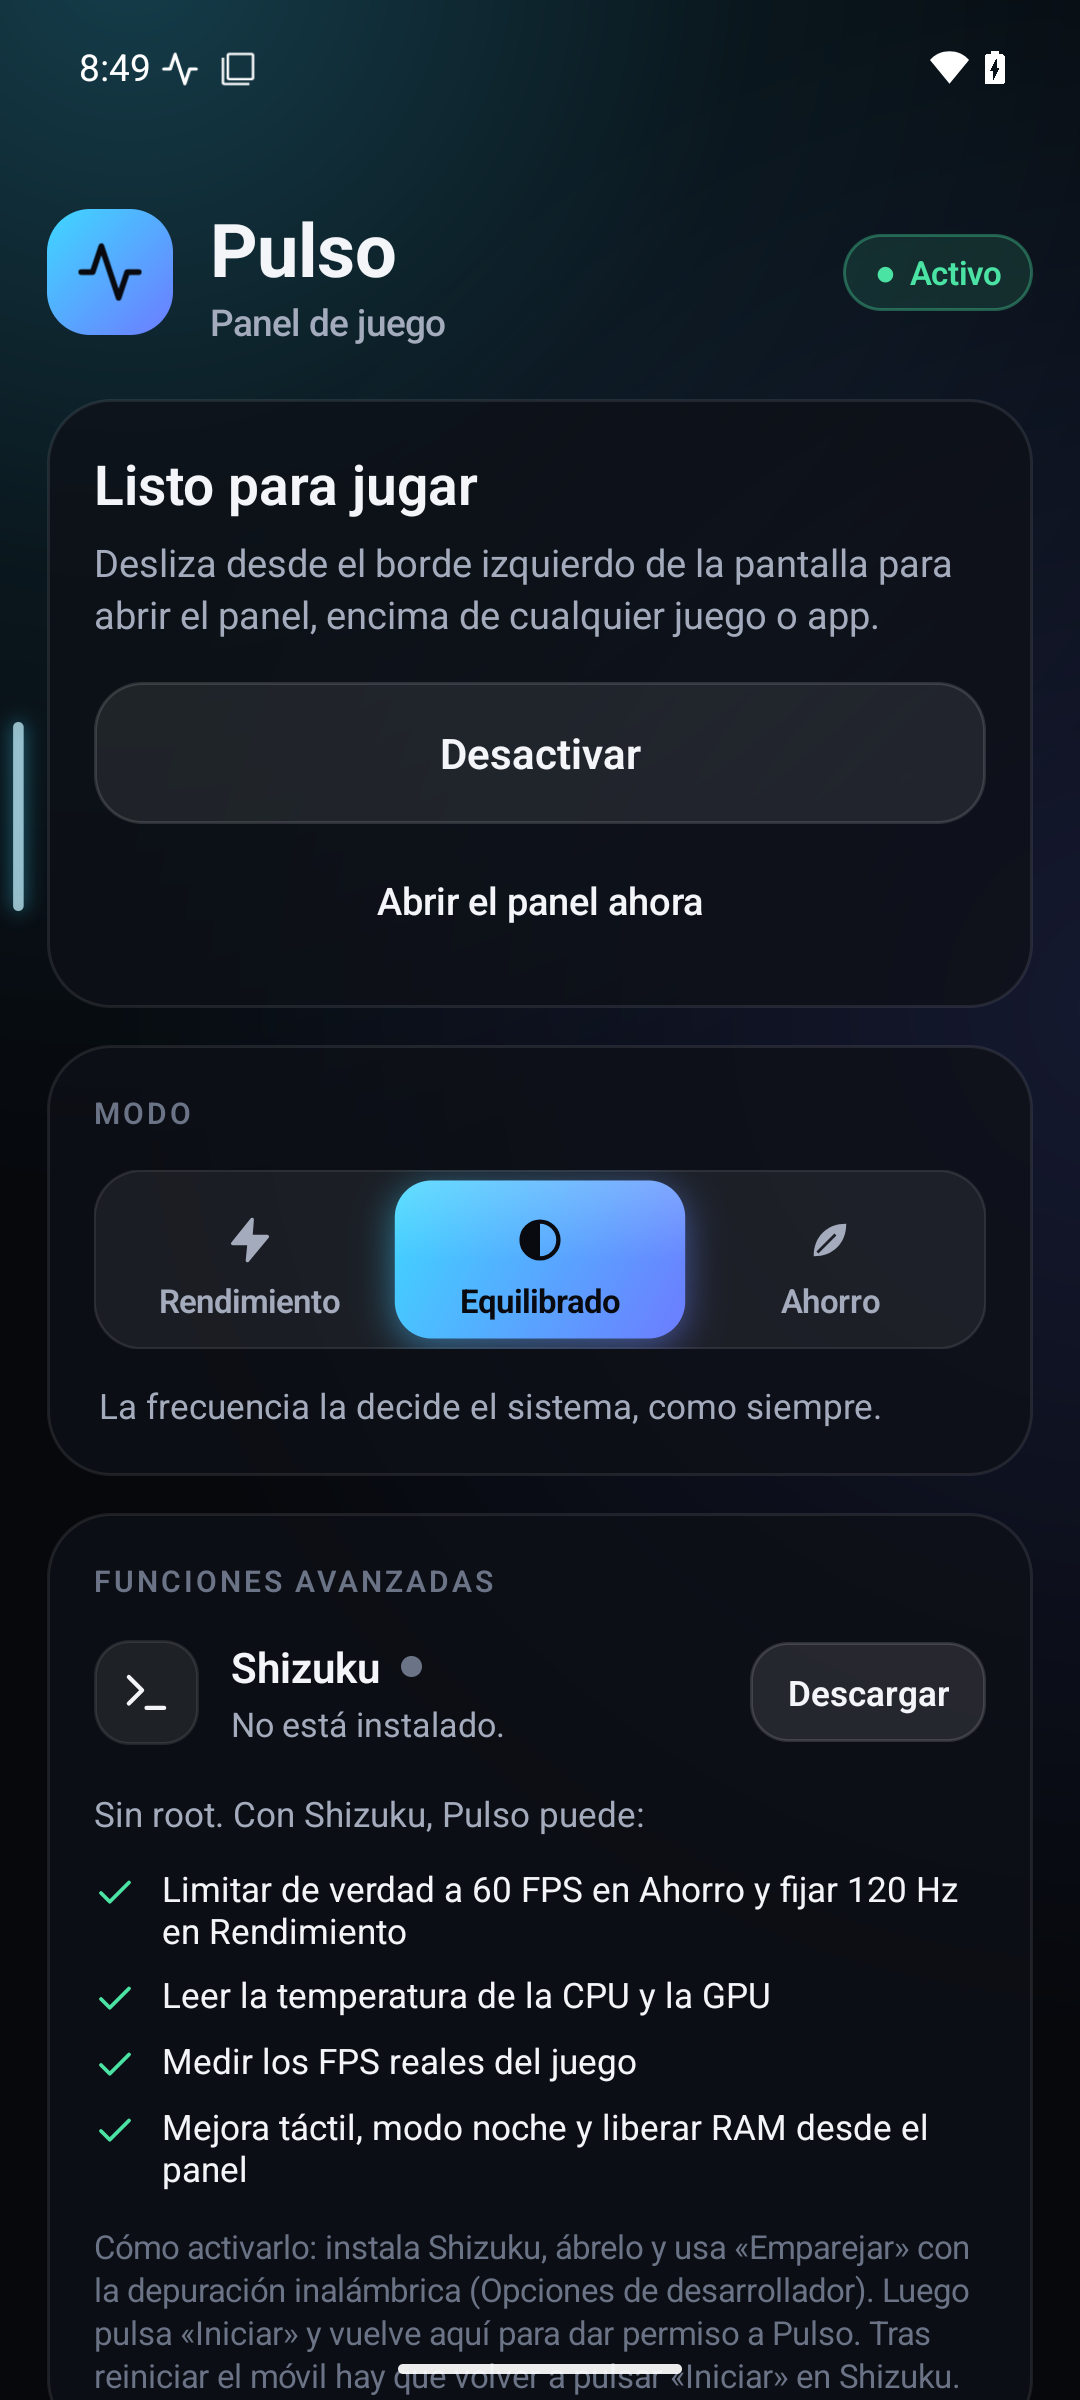 8:49
Pulso
Panel de juego
Activo
Listo para jugar
Desliza desde el borde izquierdo de la pantalla para
abrir el panel, encima de cualquier juego o app.
Desactivar
Abrir el panel ahora
MODO
Rendimiento
Equilibrado
Ahorro
La frecuencia la decide el sistema, como siempre.
FUNCIONES AVANZADAS
Shizuku
No está instalado.
Descargar
Sin root. Con Shizuku, Pulso puede:
Limitar de verdad a 60 FPS en Ahorro y fijar 120 Hz
en Rendimiento
Leer la temperatura de la CPU y la GPU
Medir los FPS reales del juego
Mejora táctil, modo noche y liberar RAM desde el
panel
Cómo activarlo: instala Shizuku, ábrelo y usa «Emparejar» con
la depuración inalámbrica (Opciones de desarrollador). Luego
pulsa «Iniciar» y vuelve aquí para dar permiso a Pulso. Tras
reiniciar el móvil hay que volver a pulsar «Iniciar» en Shizuku.